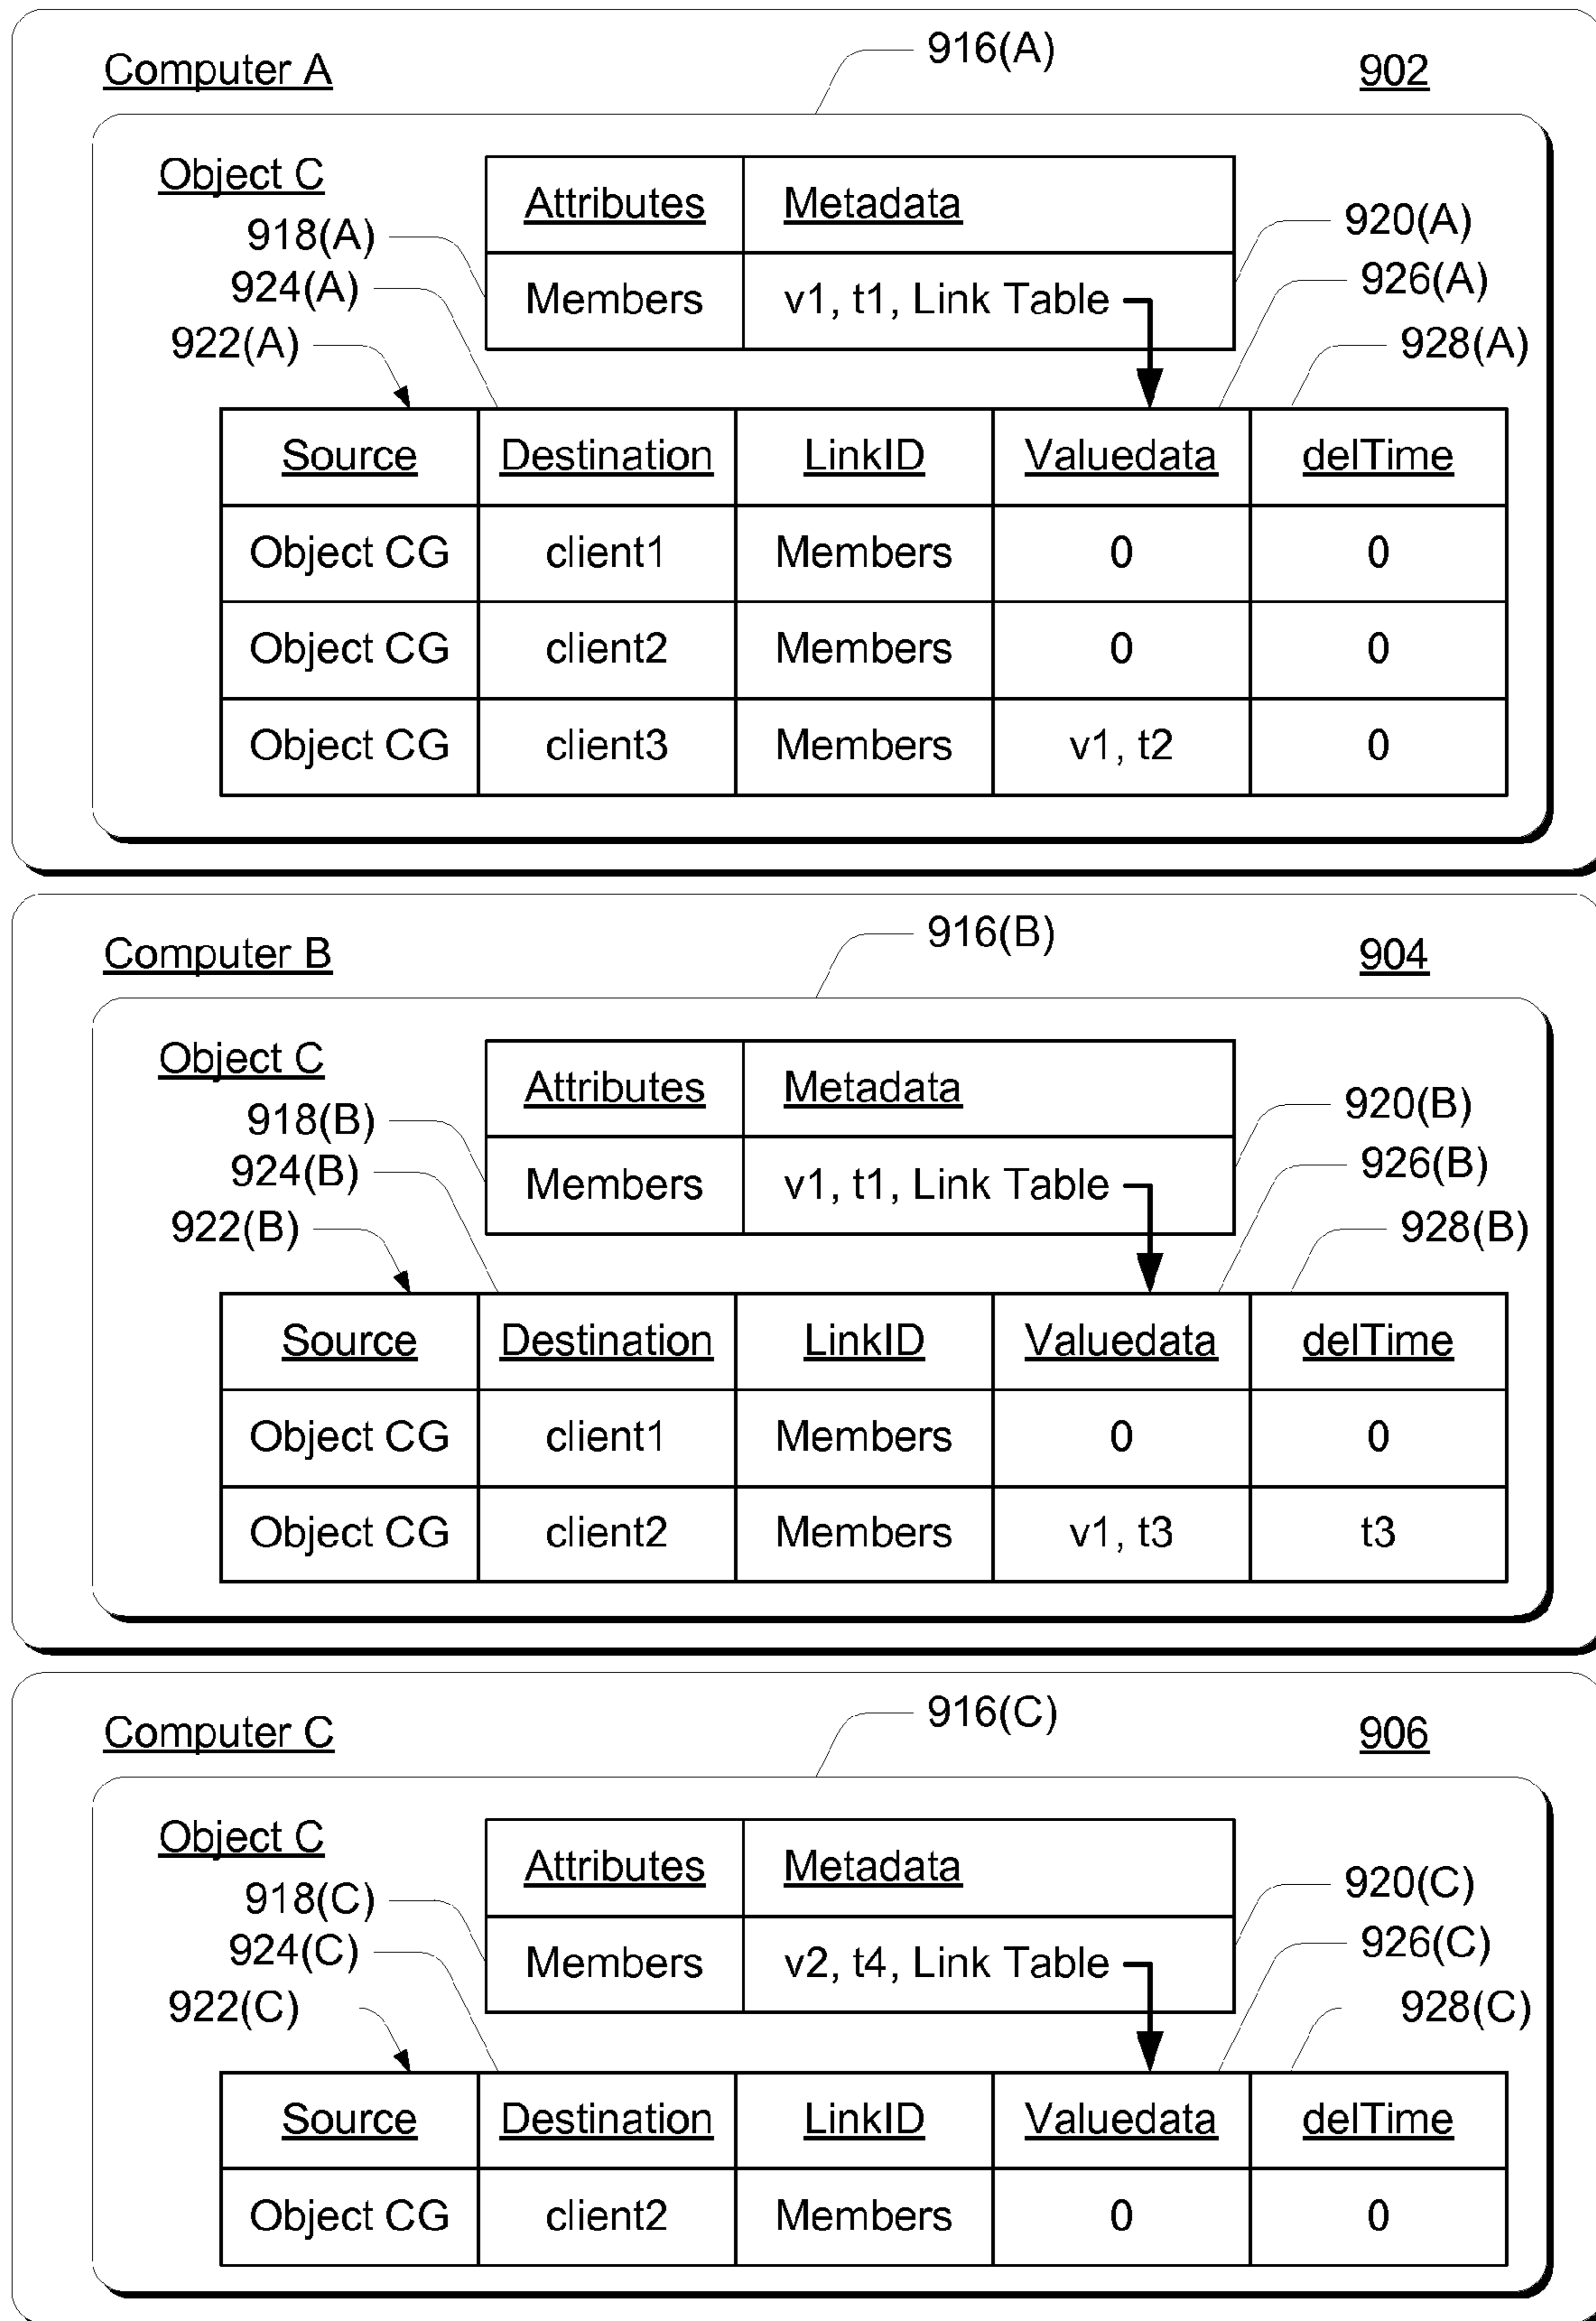 Computer A
916(A)
902
Object C
918(A)
924(A)
922(A)
Attributes Metadata
Members v1, t1, Link Table
920(A)
926(A)
928(A)
Source Destination LinkID Valuedata delTime
Object CG client1 Members 0 0
Object CG client2 Members 0 0
Object CG client3 Members v1, t2 0
Computer B
916(B)
904
Object C
918(B)
924(B)
922(B)
Attributes Metadata
Members v1, t1, Link Table
920(B)
926(B)
928(B)
Source Destination LinkID Valuedata delTime
Object CG client1 Members 0 0
Object CG client2 Members v1, t3 t3
Computer C
916(C)
906
Object C
918(C)
924(C)
922(C)
Attributes Metadata
Members v2, t4, Link Table
920(C)
926(C)
928(C)
Source Destination LinkID Valuedata delTime
Object CG client2 Members 0 0